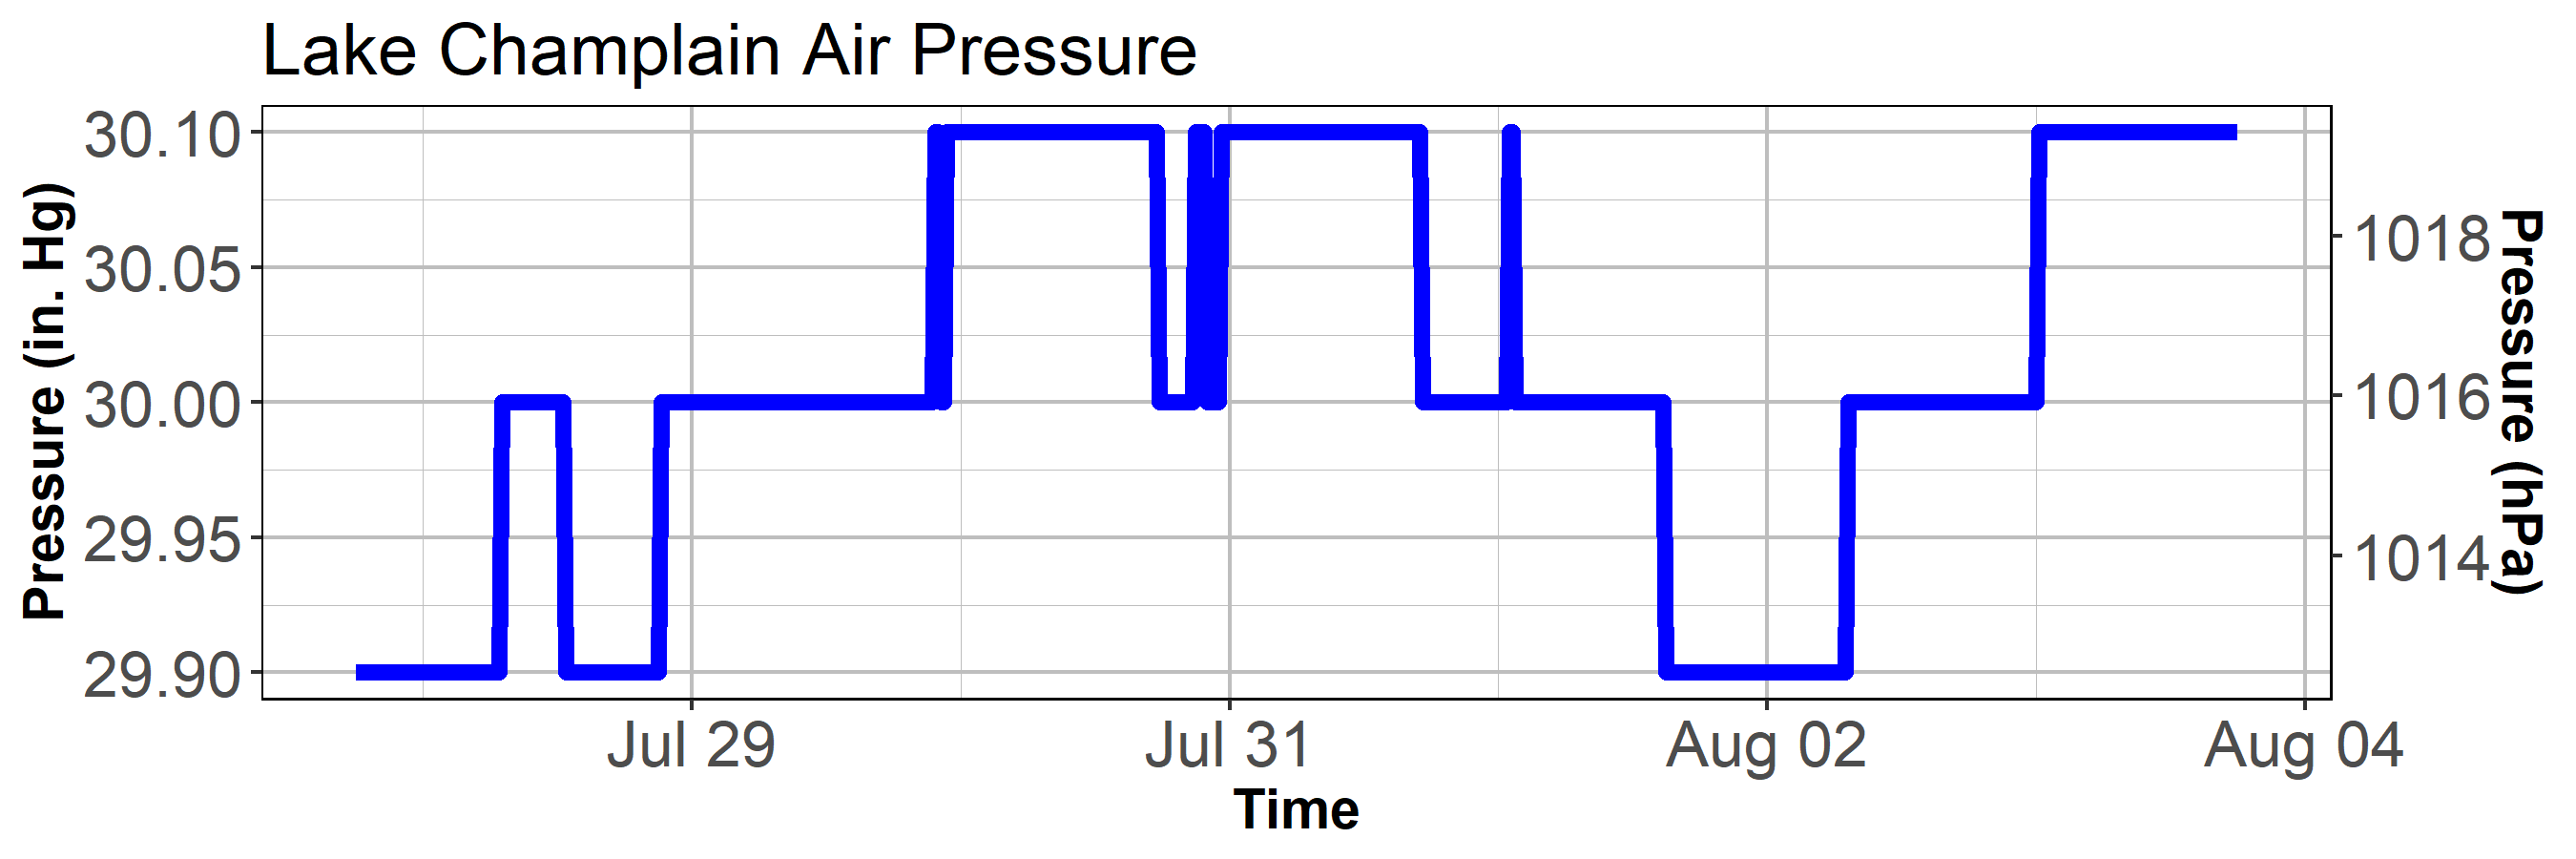 Lake Champlain Air Pressure
30.10
30.05
30.00
29.95
29.90
Pressure (in. Hg)
1018
1016
1014
Pressure (hPa)
Jul 29
Jul 31
Aug 02
Aug 04
Time